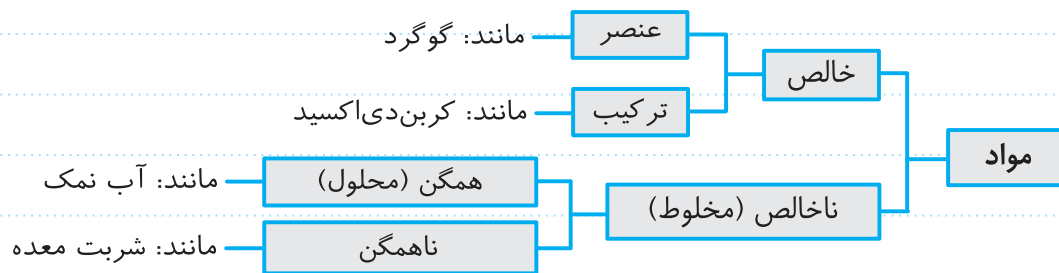 عنصر مانند: گوگرد
خالص
ترکیب مانند: کربن‌دی‌اکسید
مواد
همگن (محلول) مانند: آب نمک
ناخالص (مخلوط)
ناهمگن مانند: شربت معده